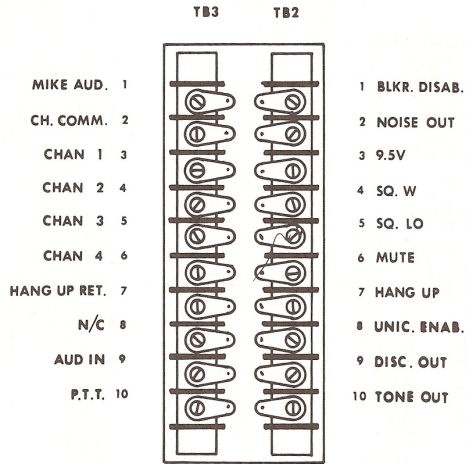 TB3 TB2
MIKE AUD. 1
CH. COMM. 2
CHAN 1 3
CHAN 2 4
CHAN 3 5
CHAN 4 6
HANG UP RET. 7
N/C 8
AUD IN 9
P.T.T. 10
1 BLKR. DISAB.
2 NOISE OUT
3 9.5V
4 SQ. W
5 SQ. LO
6 MUTE
7 HANG UP
8 UNIC. ENAB.
9 DISC. OUT
10 TONE OUT